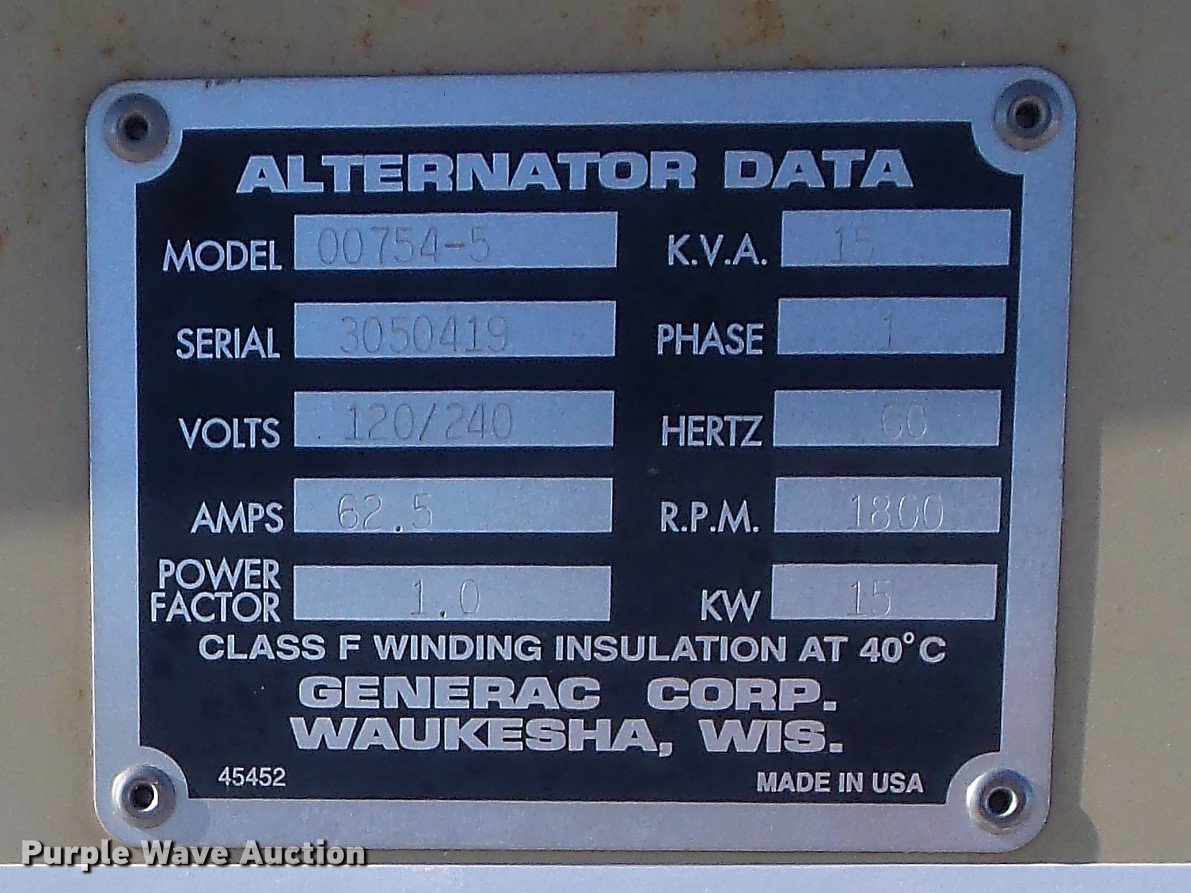 ALTERNATOR DATA
MODEL 00754-5 K.V.A. 15
SERIAL 3050419 PHASE 1
VOLTS 120/240 HERTZ 60
AMPS 62.5 R.P.M. 1800
POWER
FACTOR 1.0 KW 15
CLASS F WINDING INSULATION AT 40°C
GENERAC CORP.
WAUKESHA, WIS.
45452 MADE IN USA
Purple Wave Auction